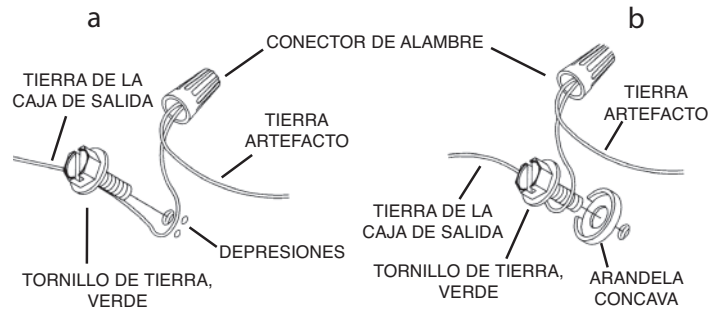 a
b
CONECTOR DE ALAMBRE
TIERRA DE LA
CAJA DE SALIDA
TIERRA
ARTEFACTO
DEPRESIONES
TORNILLO DE TIERRA,
VERDE
TIERRA
ARTEFACTO
TIERRA DE LA
CAJA DE SALIDA
TORNILLO DE TIERRA,
VERDE
ARANDELA
CONCAVA